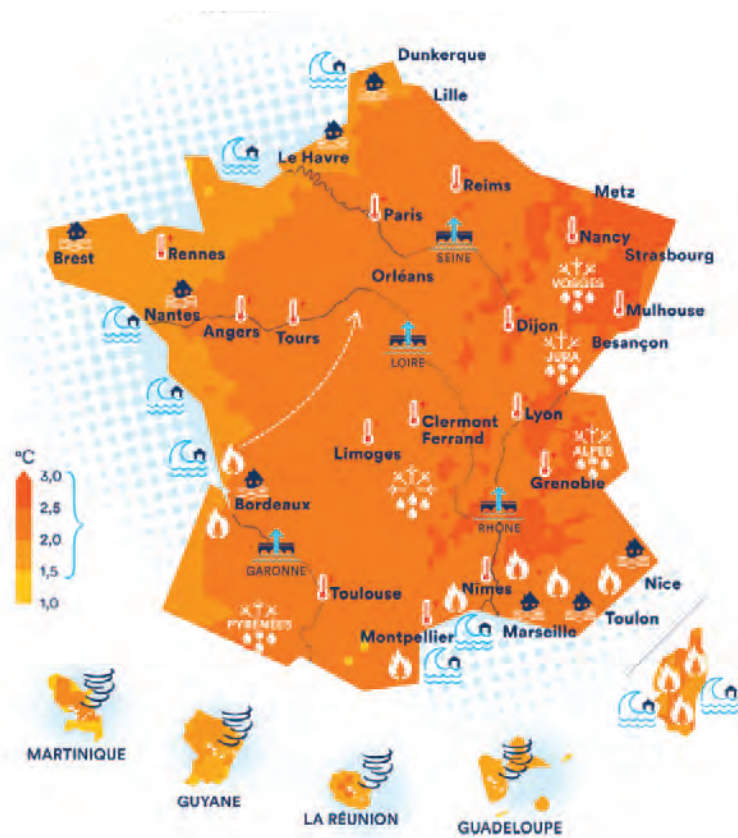 Dunkerque
Lille
Le Havre
Reims
Metz
Paris
Nancy
Brest
Rennes
SEINE
Strasbourg
Orléans
VOSGES
Nantes
Angers
Tours
Dijon
Mulhouse
Besançon
JURA
LOIRE
Clermont
Ferrand
Lyon
Limoges
ALPES
Grenoble
°C
3,0
2,5
2,0
1,5
1,0
Bordeaux
RHÔNE
GARONNE
Toulouse
Nîmes
Nice
PYRÉNÉES
Montpellier
Marseille
Toulon
MARTINIQUE
GUYANE
LA RÉUNION
GUADELOUPE